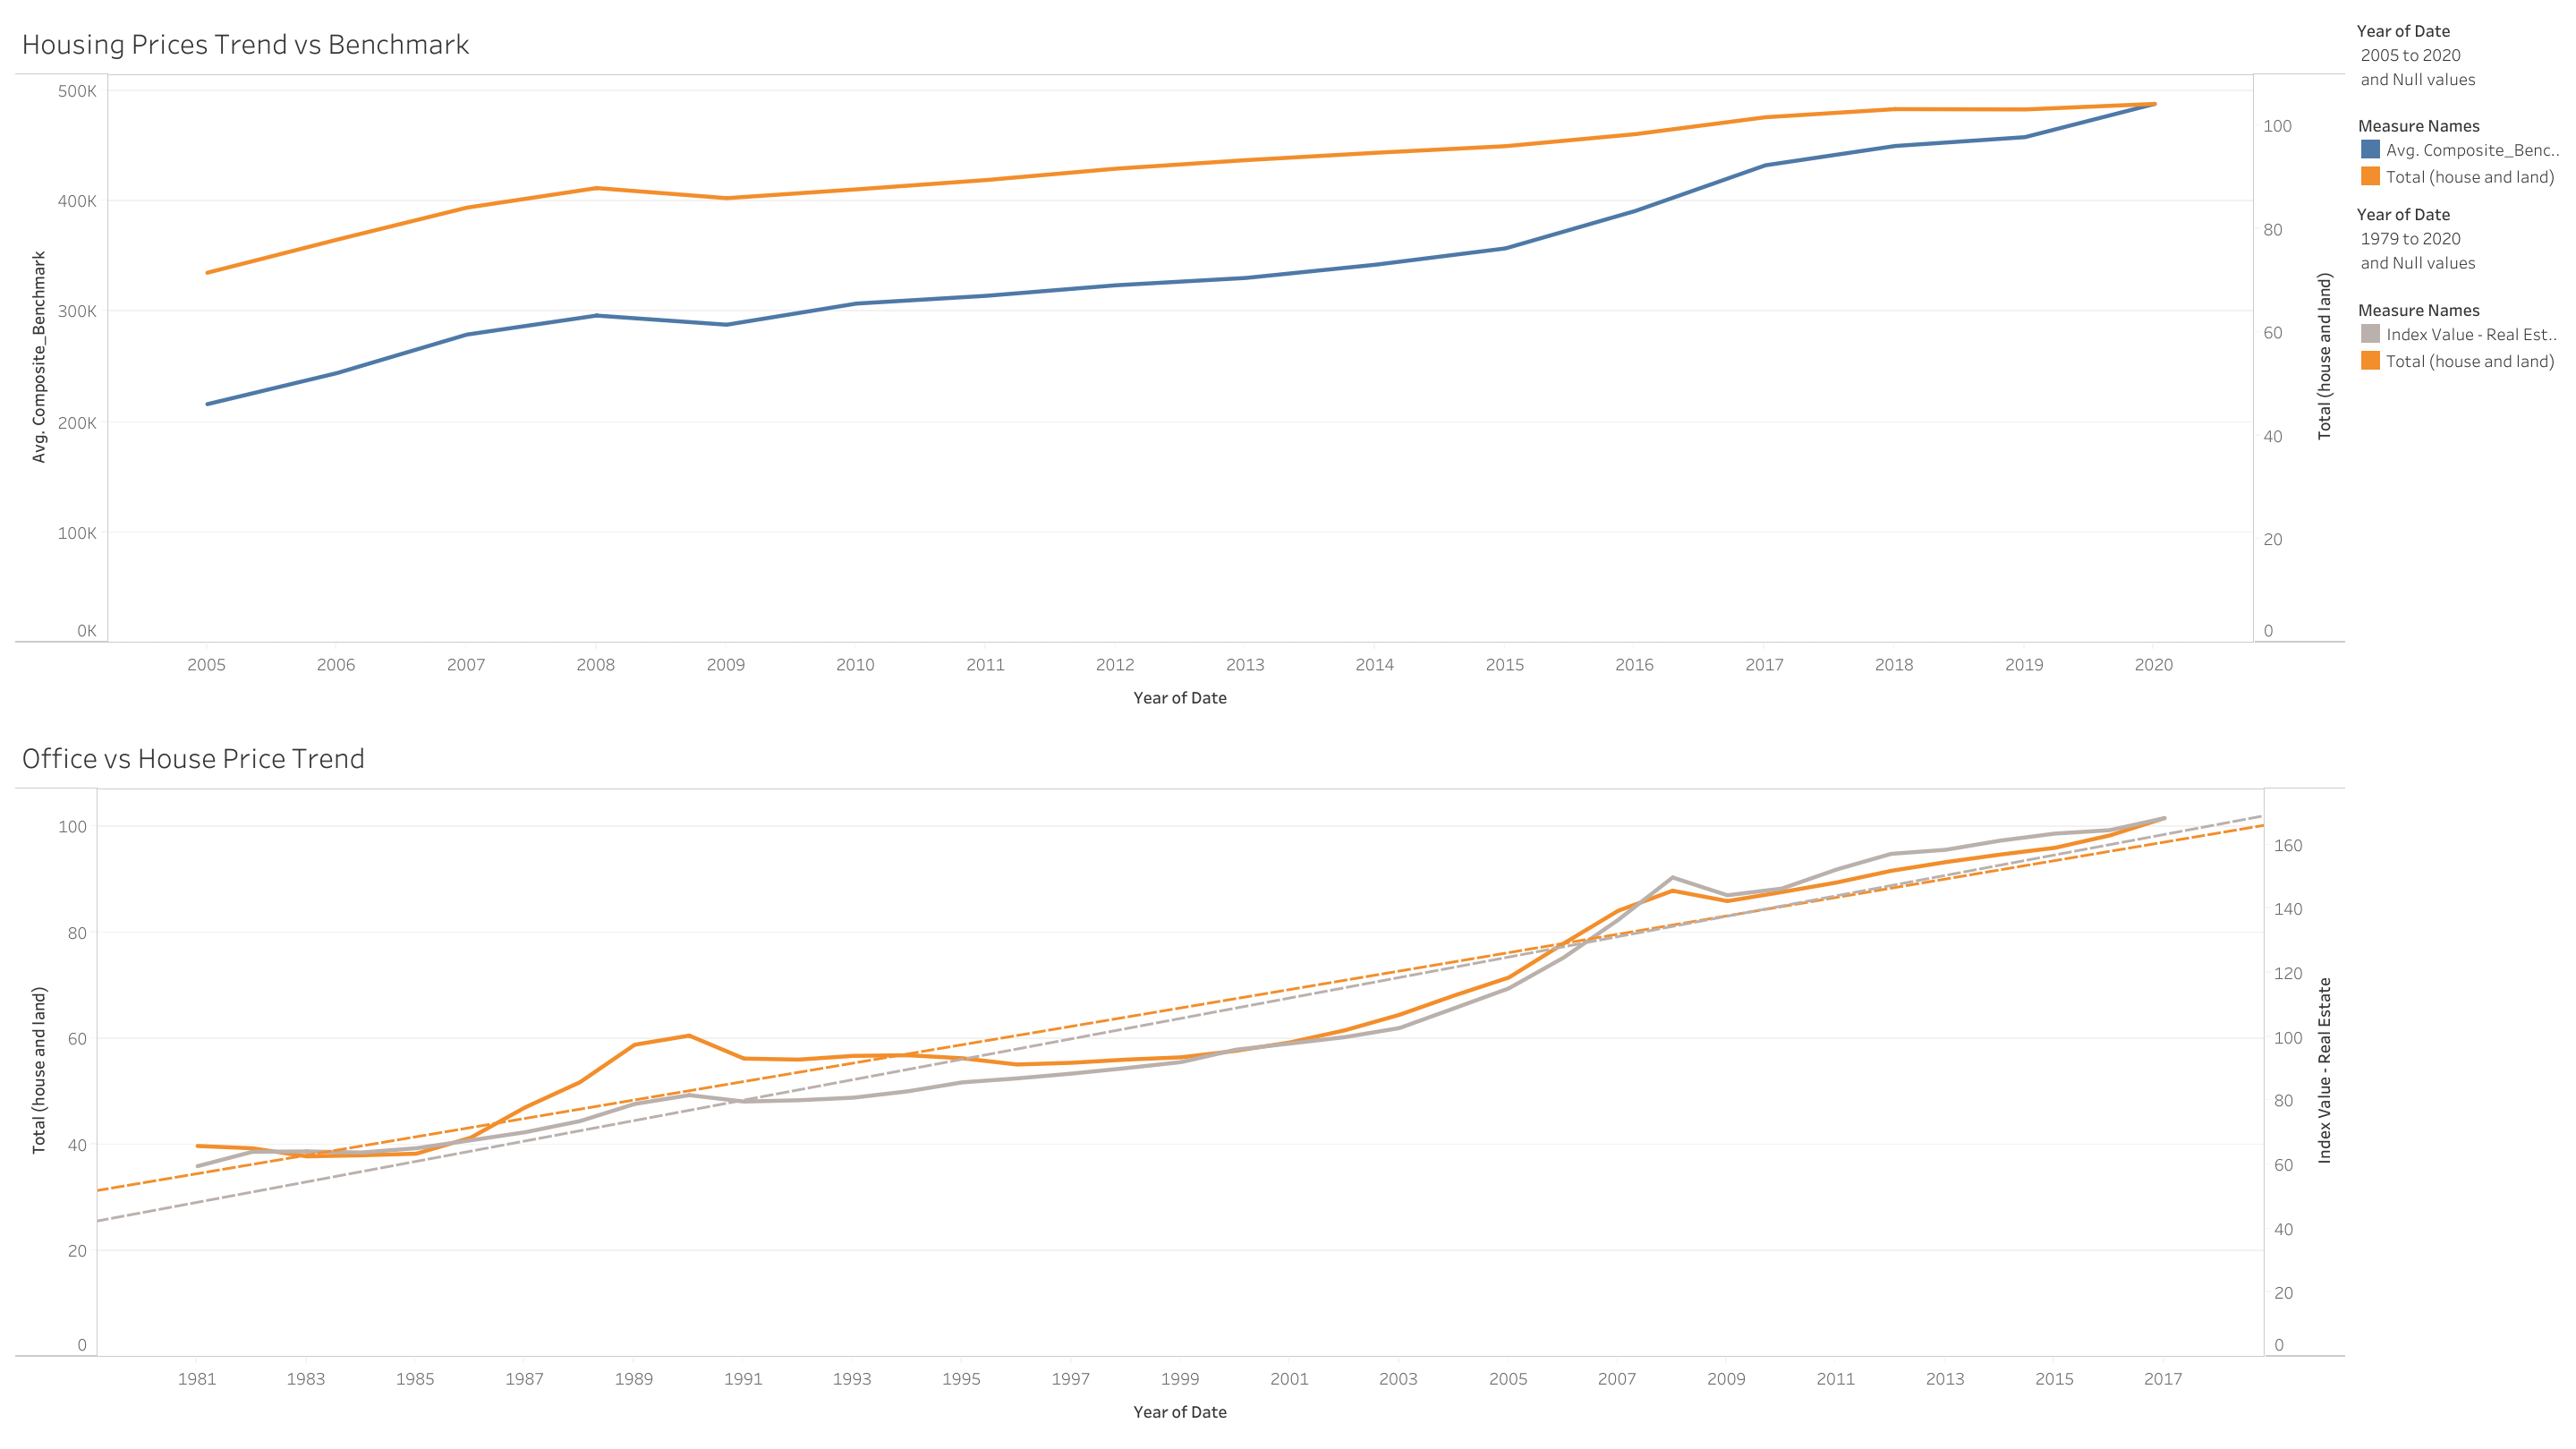 Housing Prices Trend vs Benchmark
500K
400K
300K
200K
100K
0K
Avg. Composite_Benchmark
100
80
60
40
20
0
Total (house and land)
2005 2006 2007 2008 2009 2010 2011 2012 2013 2014 2015 2016 2017 2018 2019 2020
Year of Date
Year of Date
2005 to 2020
and Null values
Measure Names
Avg. Composite_Benc..
Total (house and land)
Year of Date
1979 to 2020
and Null values
Measure Names
Index Value - Real Est..
Total (house and land)
Office vs House Price Trend
100
80
60
40
20
0
Total (house and land)
160
140
120
100
80
60
40
20
0
Index Value - Real Estate
1981 1983 1985 1987 1989 1991 1993 1995 1997 1999 2001 2003 2005 2007 2009 2011 2013 2015 2017
Year of Date